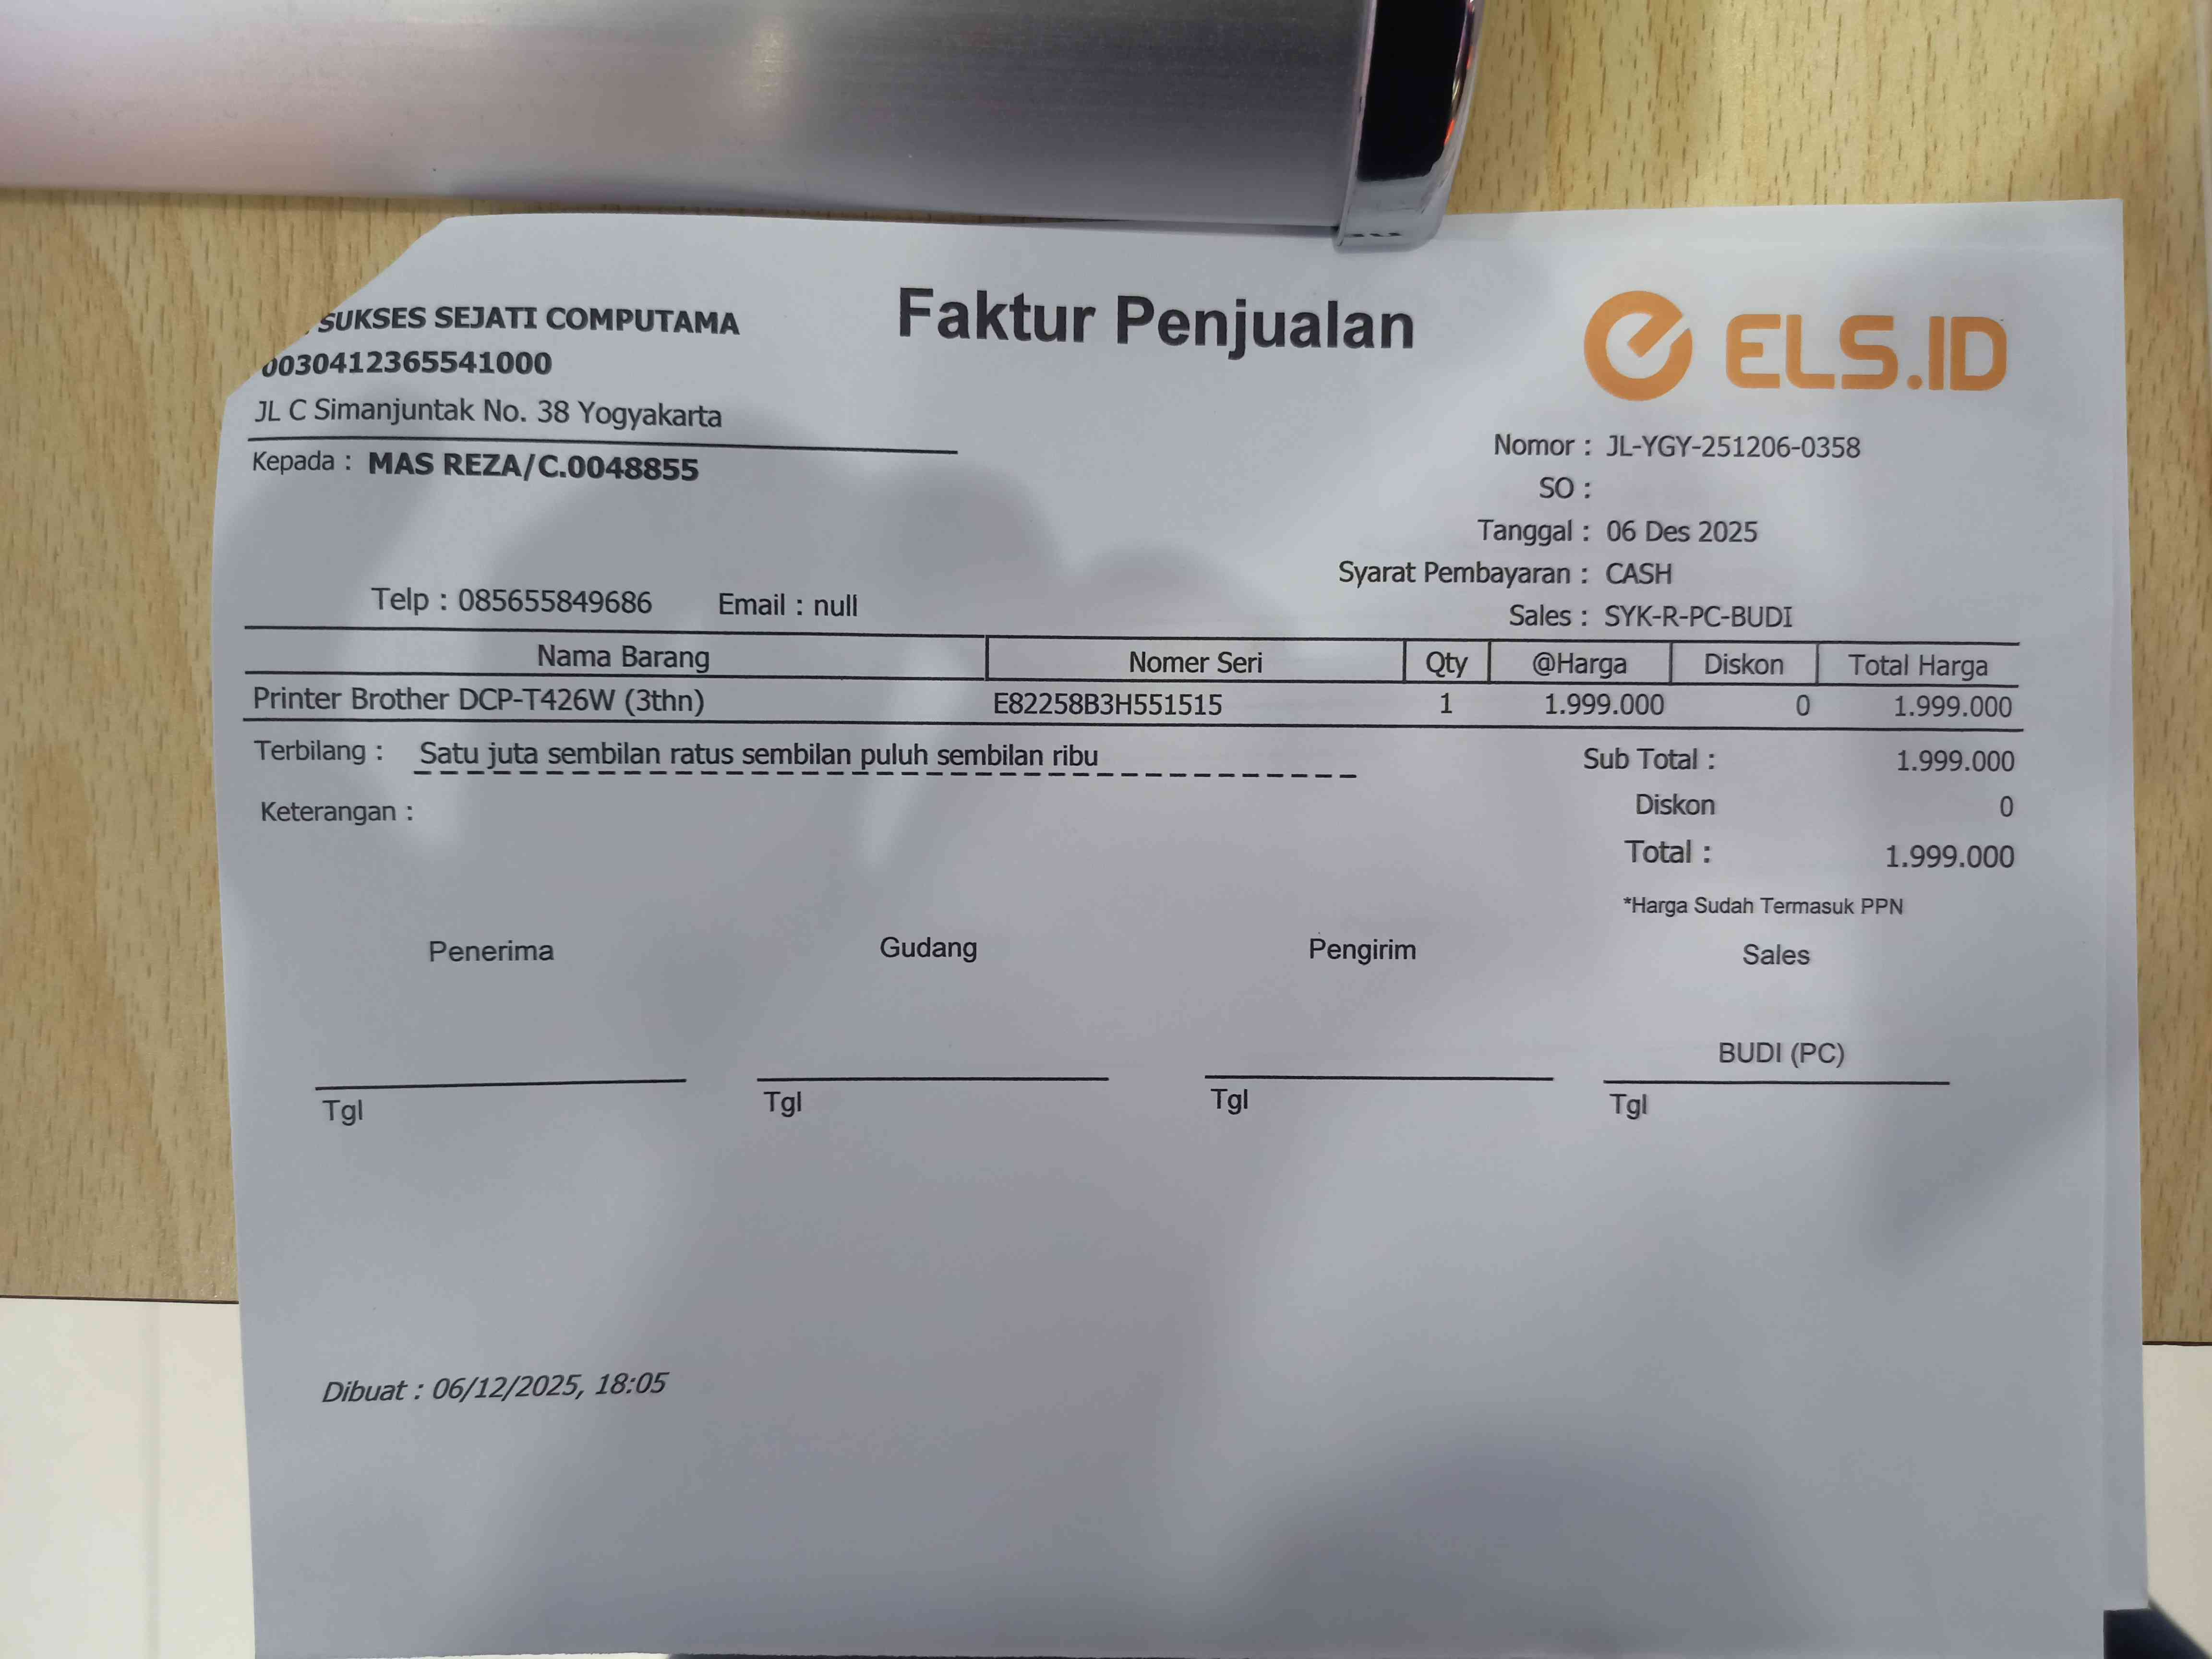 SUKSES SEJATI COMPUTAMA
0030412365541000
JL C Simanjuntak No. 38 Yogyakarta
Faktur Penjualan
ELS.ID
Kepada : MAS REZA/C.0048855
Telp : 085655849686 Email : null
Nomor : JL-YGY-251206-0358
SO :
Tanggal : 06 Des 2025
Syarat Pembayaran : CASH
Sales : SYK-R-PC-BUDI
Nama Barang Nomer Seri Qty @Harga Diskon Total Harga
Printer Brother DCP-T426W (3thn) E82258B3H551515 1 1.999.000 0 1.999.000
Terbilang : Satu juta sembilan ratus sembilan puluh sembilan ribu
Keterangan :
Sub Total : 1.999.000
Diskon 0
Total : 1.999.000
*Harga Sudah Termasuk PPN
Penerima Gudang Pengirim Sales
BUDI (PC)
Tgl Tgl Tgl Tgl
Dibuat : 06/12/2025, 18:05